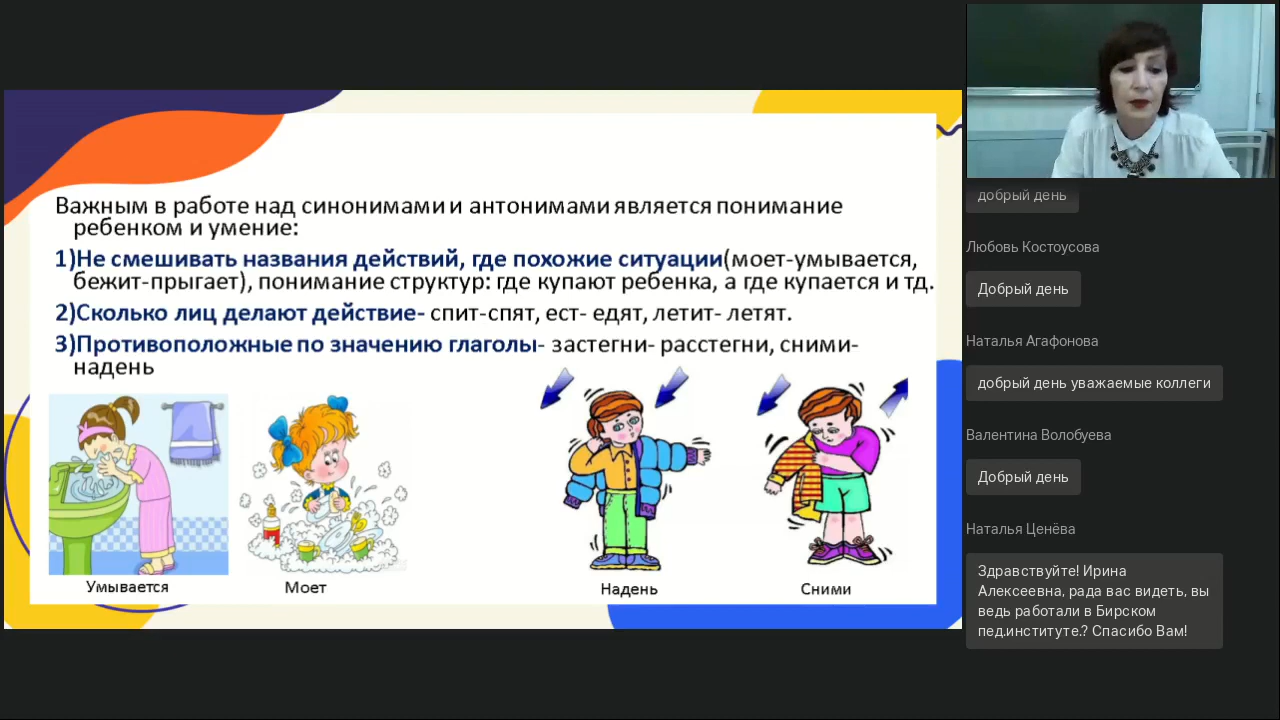 Важным в работе над синонимами и антонимами является понимание
ребенком и умение:
1)Не смешивать названия действий, где похожие ситуации(моет-умывается,
бежит-прыгает), понимание структур: где купают ребенка, а где купается и тд.
2)Сколько лиц делают действие- спит-спят, ест- едят, летит- летят.
3)Противоположные по значению глаголы- застегни- расстегни, сними-
надень
Умывается
Моет
Надень
Сними
добрый день
Любовь Костоусова
Добрый день
Наталья Агафонова
добрый день уважаемые коллеги
Валентина Волобуева
Добрый день
Наталья Ценёва
Здравствуйте! Ирина
Алексеевна, рада вас видеть, вы
ведь работали в Бирском
пед.институте.? Спасибо Вам!